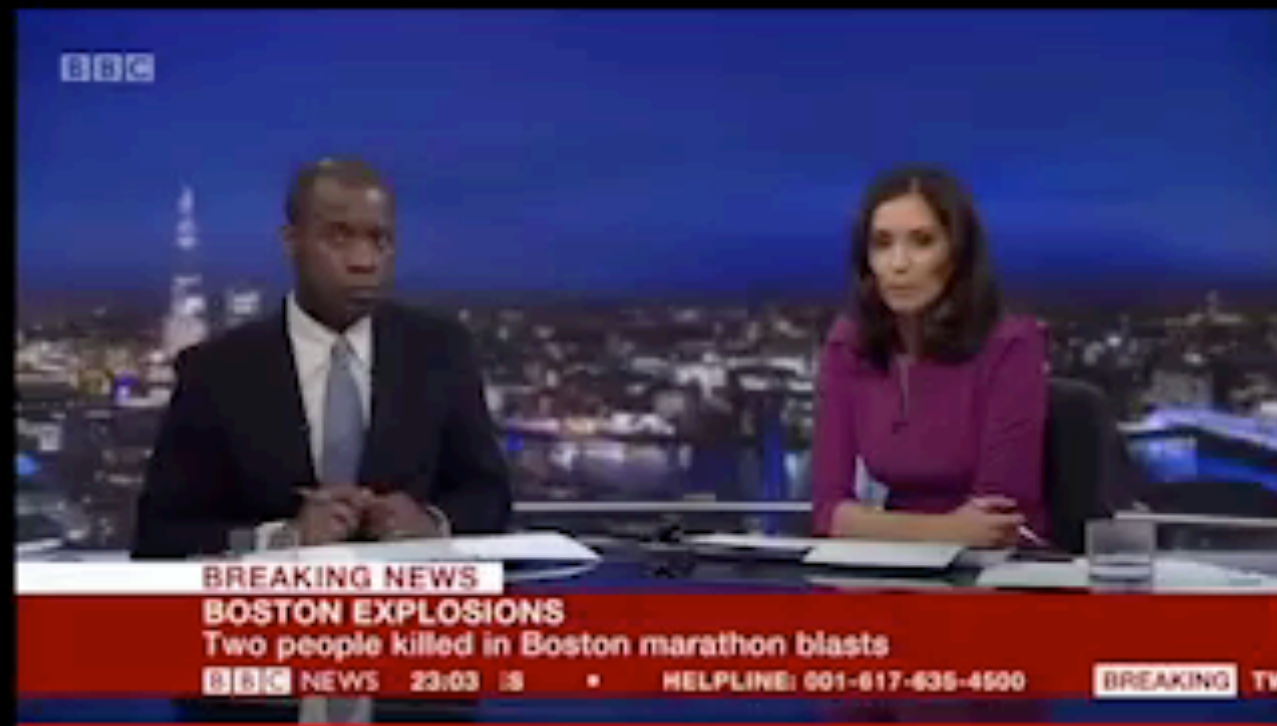 BBC
BREAKING NEWS
BOSTON EXPLOSIONS
Two people killed in Boston marathon blasts
BBC NEWS 23:03 :S ▪ HELPLINE: 001-617-635-4500 BREAKING TW